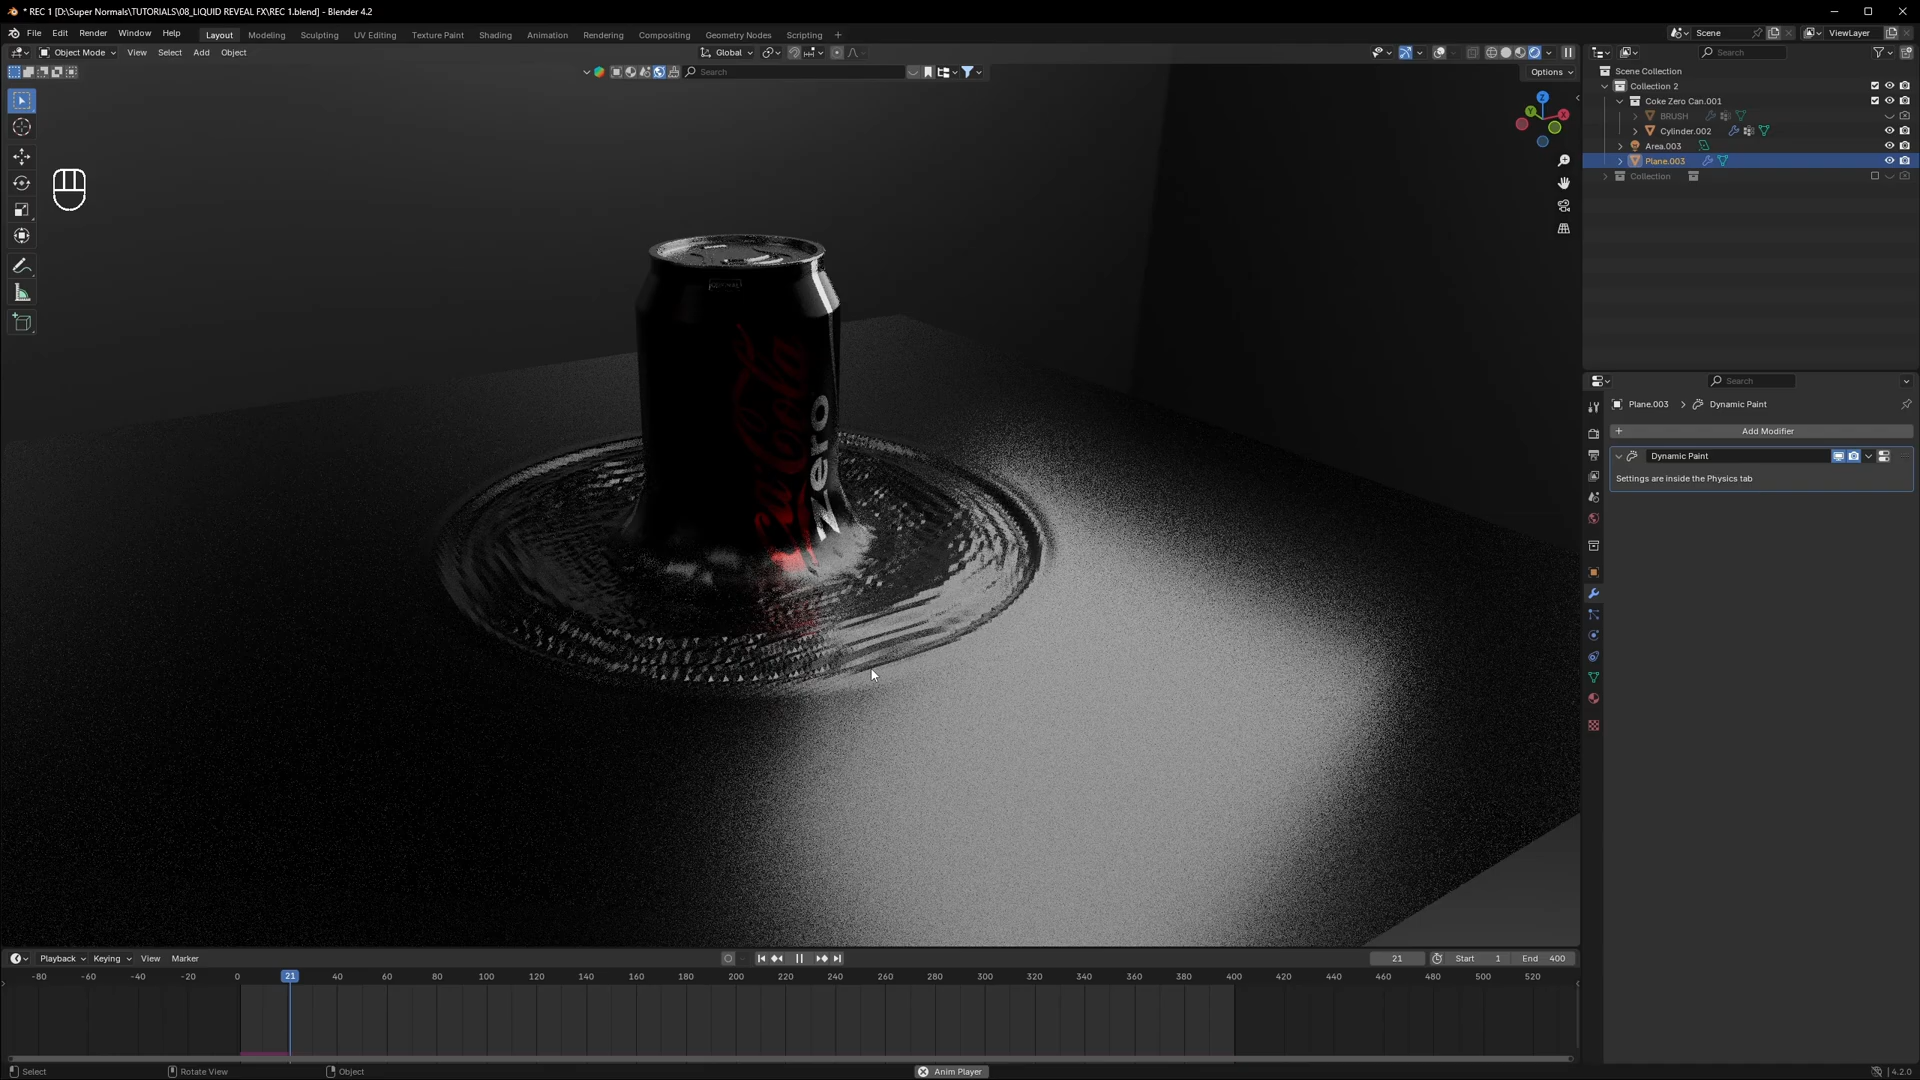 * REC 1 [D:\Super Normals\TUTORIALS\08_LIQUID REVEAL FX\REC 1.blend] - Blender 4.2
File Edit Render Window Help Layout Modeling Sculpting UV Editing Texture Paint Shading Animation Rendering Compositing Geometry Nodes Scripting + Scene ViewLayer
Object Mode View Select Add Object Global Search
Search Options
Scene Collection
Collection 2
Coke Zero Can.001
BRUSH
Cylinder.002
Area.003
Plane.003
Collection
Search
Plane.003 > Dynamic Paint
+ Add Modifier
Dynamic Paint
Settings are inside the Physics tab
Coca-Cola
zero
Playback Keying View Marker 21 Start 1 End 400
-80 -60 -40 -20 0 21 40 60 80 100 120 140 160 180 200 220 240 260 280 300 320 340 360 380 400 420 440 460 480 500 520
Select Rotate View Object Anim Player 4.2.0